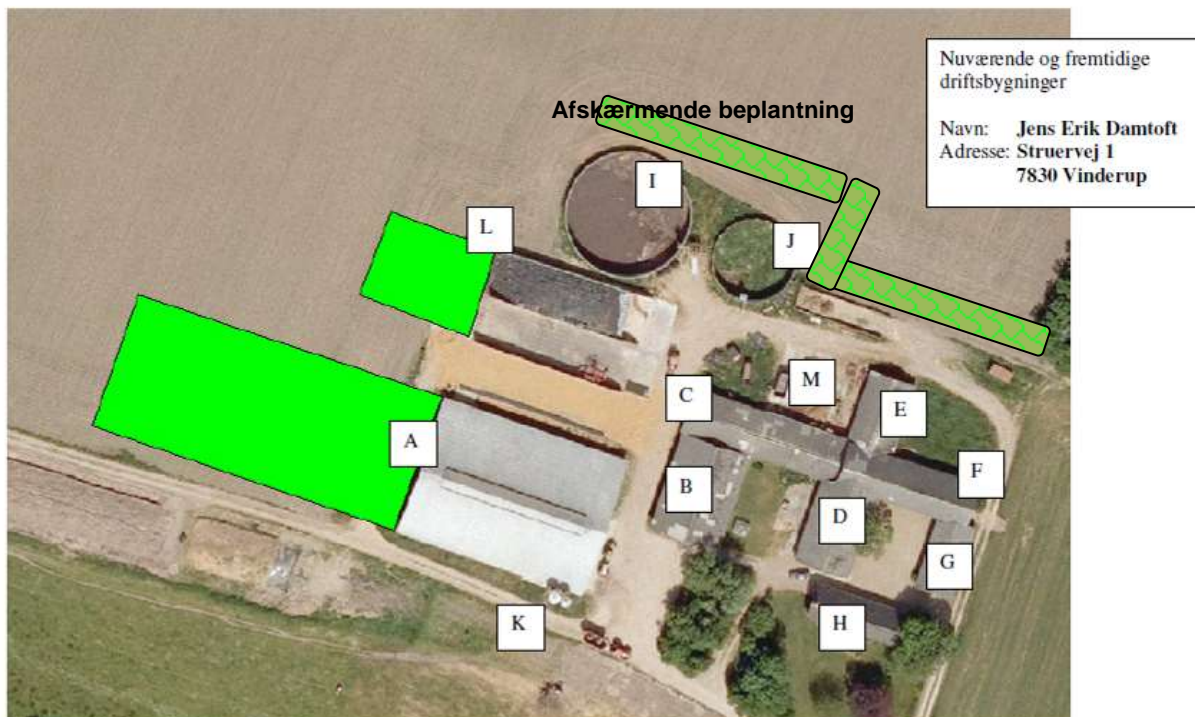 Nuværende og fremtidige
driftsbygninger
Navn: Jens Erik Damtoft
Adresse: Struervej 1
7830 Vinderup
Afskærmende beplantning
I
L
J
M
C
E
A
B
F
D
G
K
H